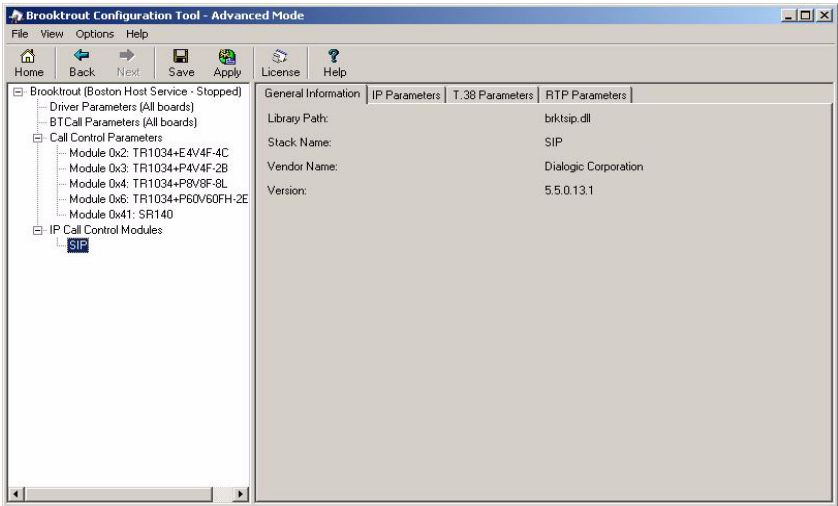 Brooktrout Configuration Tool - Advanced Mode
File View Options Help
Home Back Next Save Apply License Help
Brooktrout (Boston Host Service - Stopped)
Driver Parameters (All boards)
BTCall Parameters (All boards)
Call Control Parameters
Module 0x2: TR1034+E4V4F-4C
Module 0x3: TR1034+P4V4F-2B
Module 0x4: TR1034+P8V8F-8L
Module 0x6: TR1034+P60V60FH-2E
Module 0x41: SR140
IP Call Control Modules
SIP
General Information IP Parameters T.38 Parameters RTP Parameters
Library Path: brktsip.dll
Stack Name: SIP
Vendor Name: Dialogic Corporation
Version: 5.5.0.13.1